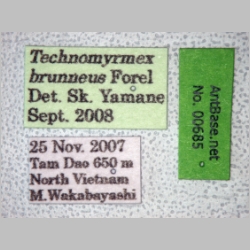 Technomyrmex
brunneus Forel
Det. Sk. Yamane
Sept. 2008
25 Nov. 2007
Tam Dao 650 m
North Vietnam
M.Wakabayashi
AntBase.net
No. 00685